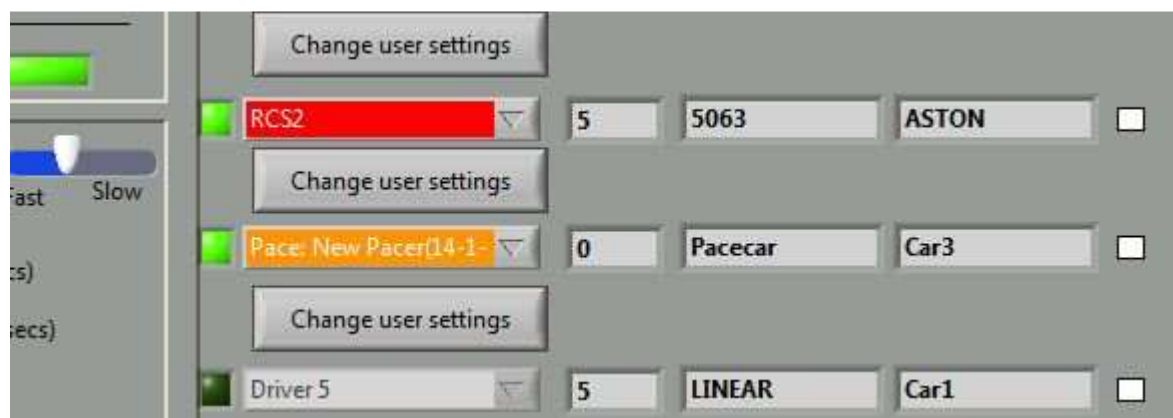 Change user settings
RCS2 5 5063 ASTON
Change user settings
Fast Slow
Pace: New Pacer(14-1- 0 Pacecar Car3
cs)
Change user settings
secs)
Driver 5 5 LINEAR Car1